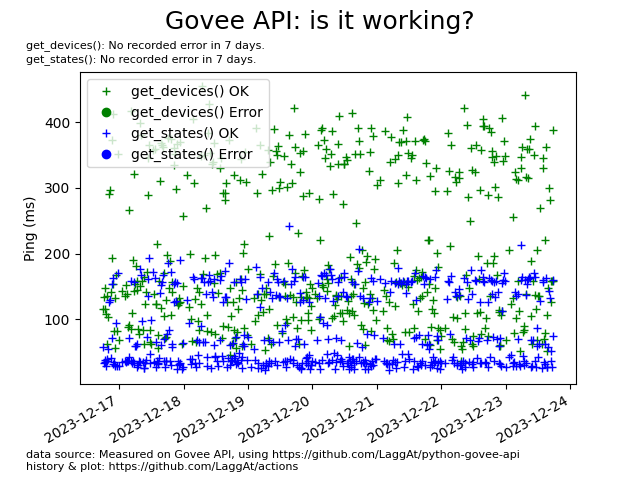 Govee API: is it working?
get_devices(): No recorded error in 7 days.
get_states(): No recorded error in 7 days.
get_devices() OK
get_devices() Error
get_states() OK
get_states() Error
Ping (ms)
400
300
200
100
2023-12-17
2023-12-18
2023-12-19
2023-12-20
2023-12-21
2023-12-22
2023-12-23
2023-12-24
data source: Measured on Govee API, using https://github.com/LaggAt/python-govee-api
history & plot: https://github.com/LaggAt/actions